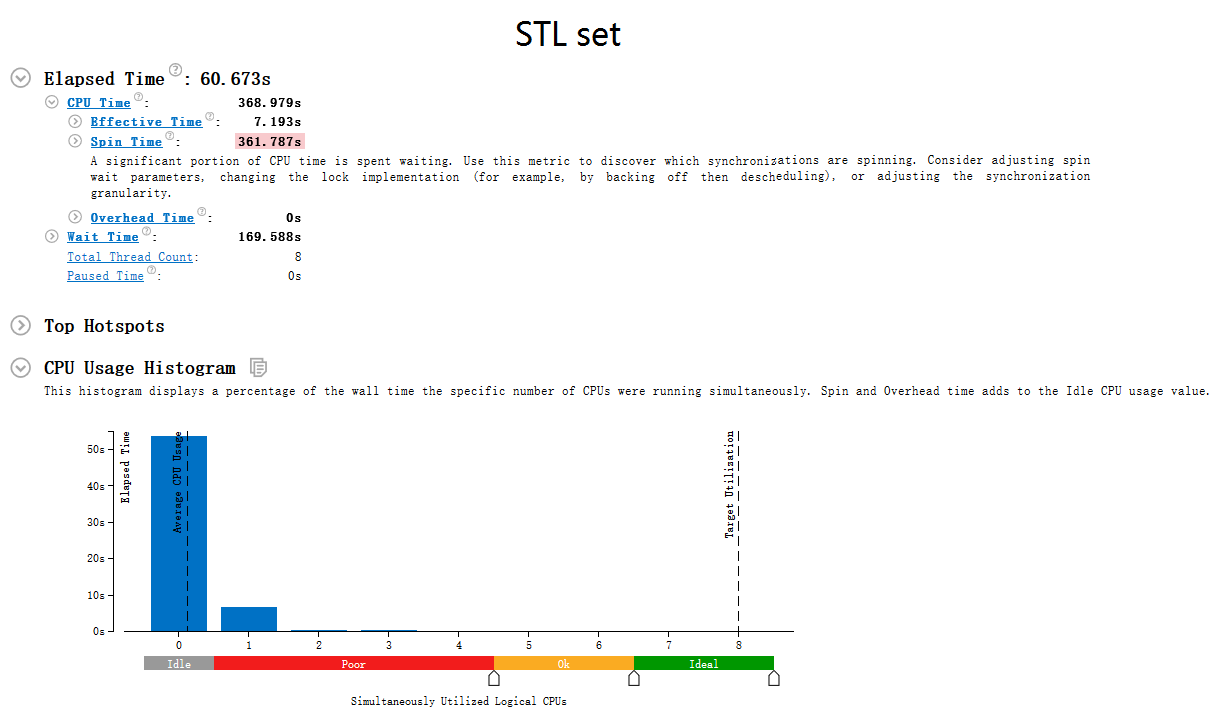 STL set
Elapsed Time ?: 60.673s
CPU Time ?: 368.979s
Effective Time ?: 7.193s
Spin Time ?: 361.787s
A significant portion of CPU time is spent waiting. Use this metric to discover which synchronizations are spinning. Consider adjusting spin
wait parameters, changing the lock implementation (for example, by backing off then descheduling), or adjusting the synchronization
granularity.
Overhead Time ?: 0s
Wait Time ?: 169.588s
Total Thread Count: 8
Paused Time ?: 0s
Top Hotspots
CPU Usage Histogram
This histogram displays a percentage of the wall time the specific number of CPUs were running simultaneously. Spin and Overhead time adds to the Idle CPU usage value.
Elapsed Time
Average CPU Usage
Target Utilization
50s
40s
30s
20s
10s
0s
0 1 2 3 4 5 6 7 8
Idle Poor Ok Ideal
Simultaneously Utilized Logical CPUs